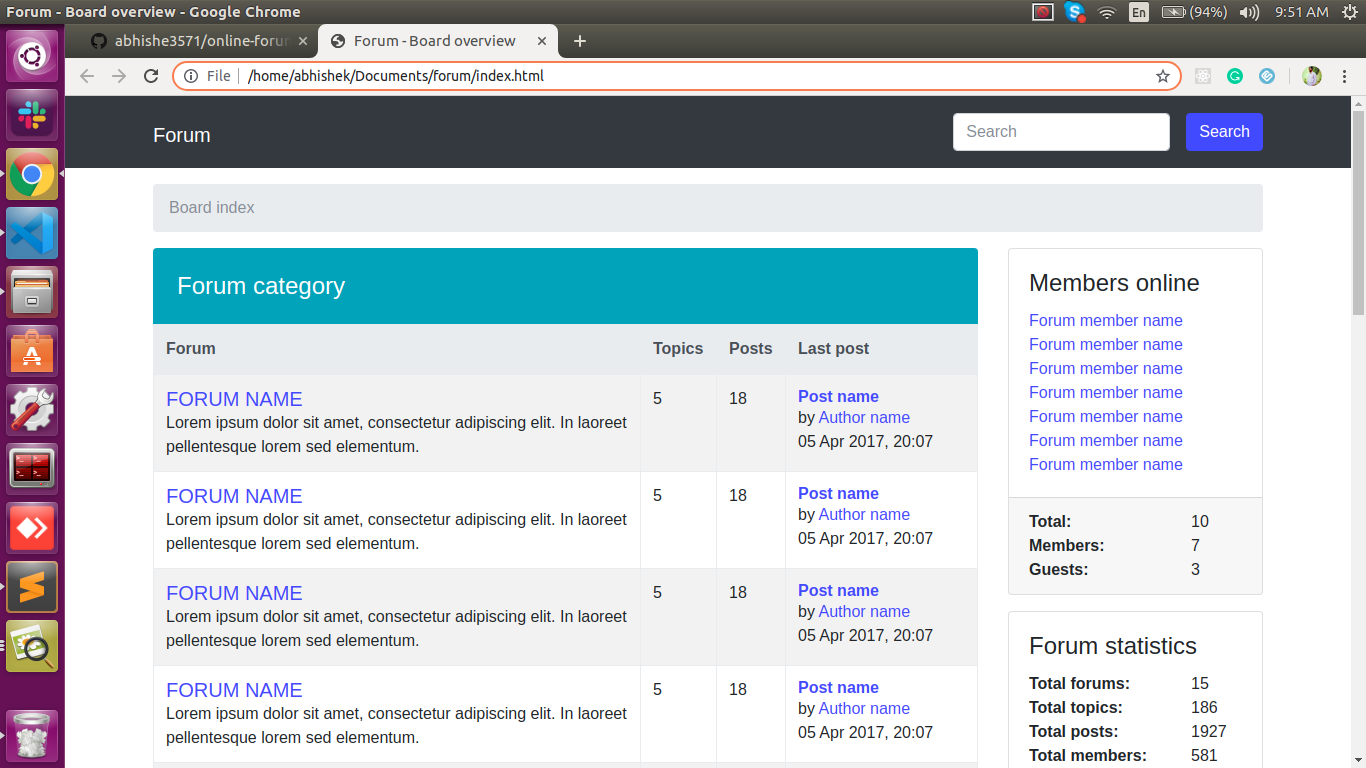 Forum - Board overview - Google Chrome
En
(94%)
9:51 AM
abhishe3571/online-forum
Forum - Board overview
File
/home/abhishek/Documents/forum/index.html
Forum
Search
Search
Board index
Forum category
Forum Topics Posts Last post
FORUM NAME 5 18 Post name
Lorem ipsum dolor sit amet, consectetur adipiscing elit. In laoreet by Author name
pellentesque lorem sed elementum. 05 Apr 2017, 20:07
FORUM NAME 5 18 Post name
Lorem ipsum dolor sit amet, consectetur adipiscing elit. In laoreet by Author name
pellentesque lorem sed elementum. 05 Apr 2017, 20:07
FORUM NAME 5 18 Post name
Lorem ipsum dolor sit amet, consectetur adipiscing elit. In laoreet by Author name
pellentesque lorem sed elementum. 05 Apr 2017, 20:07
FORUM NAME 5 18 Post name
Lorem ipsum dolor sit amet, consectetur adipiscing elit. In laoreet by Author name
pellentesque lorem sed elementum. 05 Apr 2017, 20:07
Members online
Forum member name
Forum member name
Forum member name
Forum member name
Forum member name
Forum member name
Forum member name
Total: 10
Members: 7
Guests: 3
Forum statistics
Total forums: 15
Total topics: 186
Total posts: 1927
Total members: 581